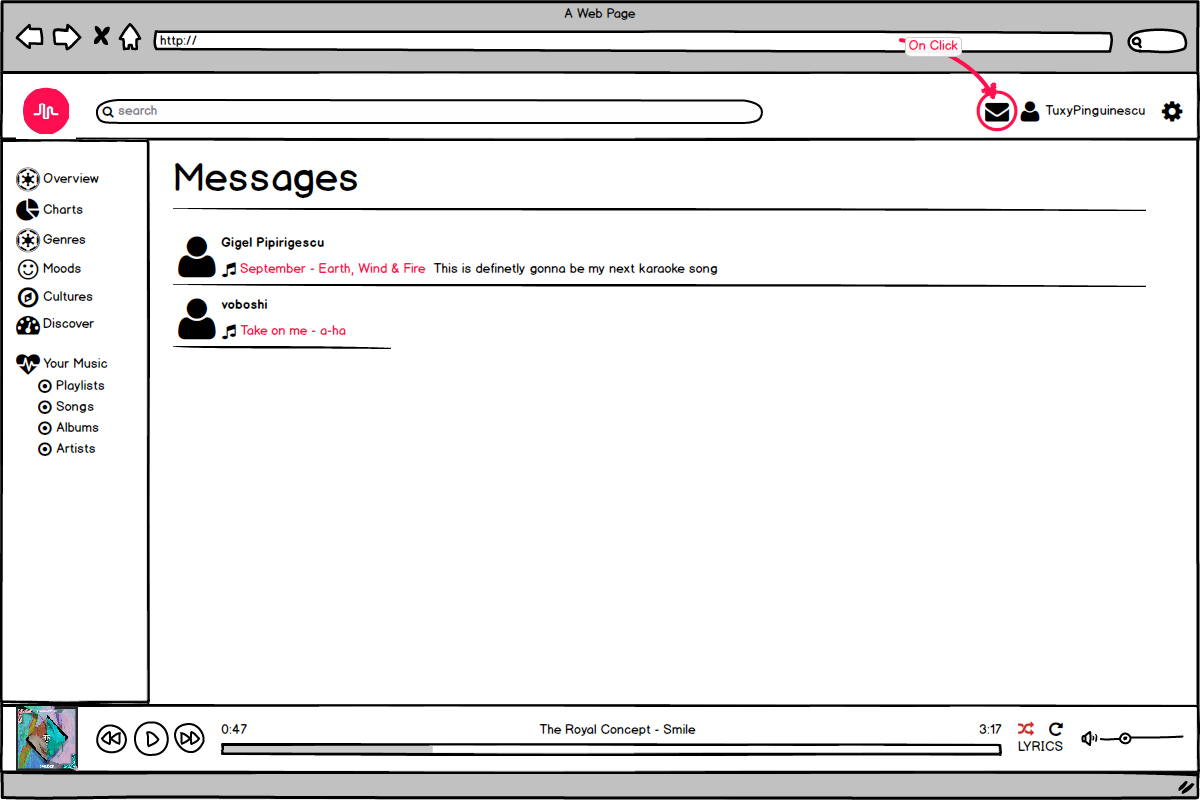 A Web Page
http://
On Click
search
TuxyPinguinescu
Overview
Charts
Genres
Moods
Cultures
Discover
Your Music
Playlists
Songs
Albums
Artists
Messages
Gigel Pipirigescu
September - Earth, Wind & Fire This is definetly gonna be my next karaoke song
voboshi
Take on me - a-ha
0:47
The Royal Concept - Smile
3:17
LYRICS